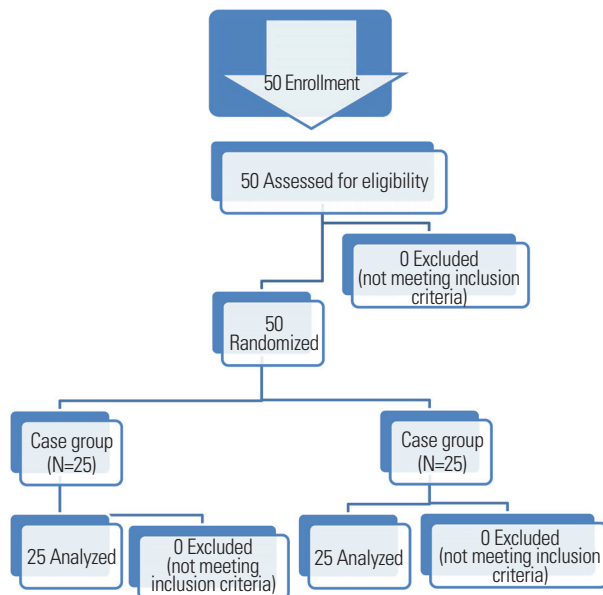 50 Enrollment
50 Assessed for eligibility
0 Excluded
(not meeting inclusion
criteria)
50
Randomized
Case group
(N=25)
Case group
(N=25)
25 Analyzed
0 Excluded
(not meeting
inclusion criteria)
25 Analyzed
0 Excluded
(not meeting inclusion
criteria)